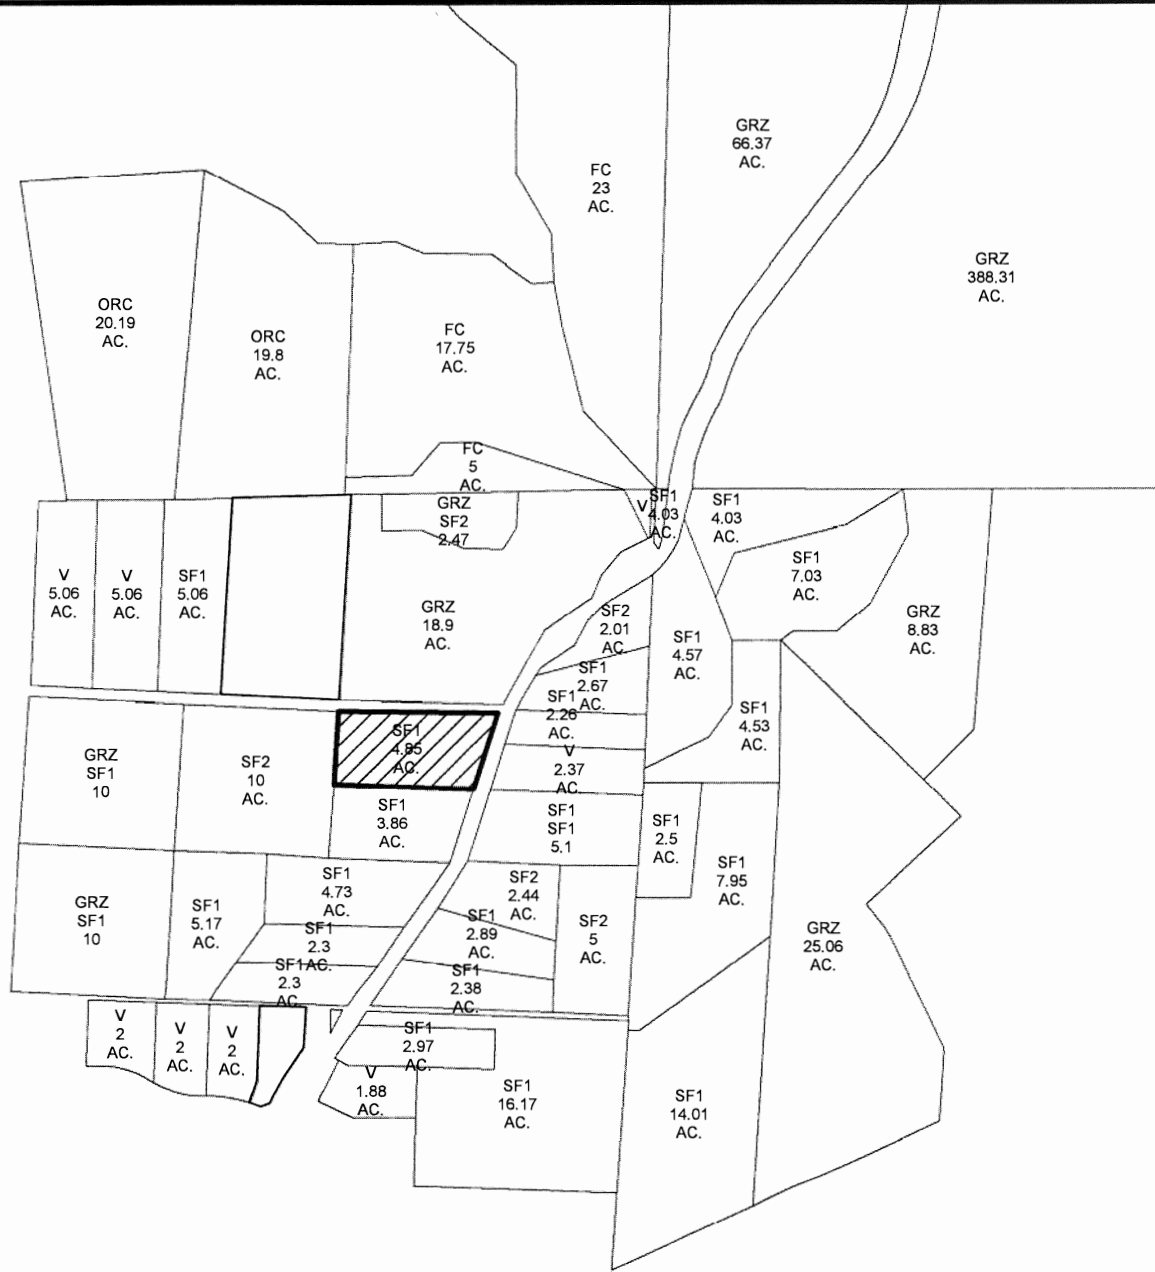 GRZ
66.37
AC.
FC
23
AC.
GRZ
388.31
AC.
ORC
20.19
AC.
ORC
19.8
AC.
FC
17.75
AC.
FC
5
AC.
GRZ
SF2
2.47
V
SF1
4.03
AC.
SF1
4.03
AC.
SF1
7.03
AC.
V
5.06
AC.
V
5.06
AC.
SF1
5.06
AC.
GRZ
18.9
AC.
SF2
2.01
AC.
SF1
4.57
AC.
GRZ
8.83
AC.
SF1
2.67
AC.
SF1
2.26
AC.
SF1
4.53
AC.
SF1
4.85
AC.
V
2.37
AC.
GRZ
SF1
10
SF2
10
AC.
SF1
3.86
AC.
SF1
SF1
5.1
SF1
2.5
AC.
SF1
7.95
AC.
SF1
4.73
AC.
SF2
2.44
AC.
GRZ
SF1
10
SF1
5.17
AC.
SF1
2.3
AC.
SF1
2.89
AC.
SF2
5
AC.
GRZ
25.06
AC.
SF1
2.3
AC.
SF1
2.38
AC.
V
2
AC.
V
2
AC.
V
2
AC.
SF1
2.97
AC.
V
1.88
AC.
SF1
16.17
AC.
SF1
14.01
AC.